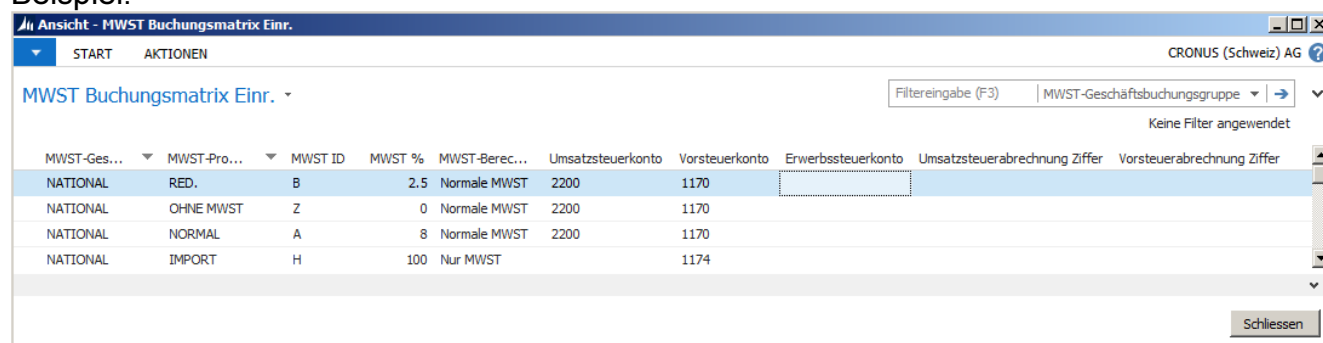 Beispiel:
Ansicht - MWST Buchungsmatrix Einr.
START AKTIONEN CRONUS (Schweiz) AG ?
MWST Buchungsmatrix Einr. Filtereingabe (F3) MWST-Geschäftsbuchungsgruppe
Keine Filter angewendet
MWST-Ges... MWST-Pro... MWST ID MWST % MWST-Berec... Umsatzsteuerkonto Vorsteuerkonto Erwerbssteuerkonto Umsatzsteuerabrechnung Ziffer Vorsteuerabrechnung Ziffer
NATIONAL RED. B 2.5 Normale MWST 2200 1170
NATIONAL OHNE MWST Z 0 Normale MWST 2200 1170
NATIONAL NORMAL A 8 Normale MWST 2200 1170
NATIONAL IMPORT H 100 Nur MWST 1174
Schliessen